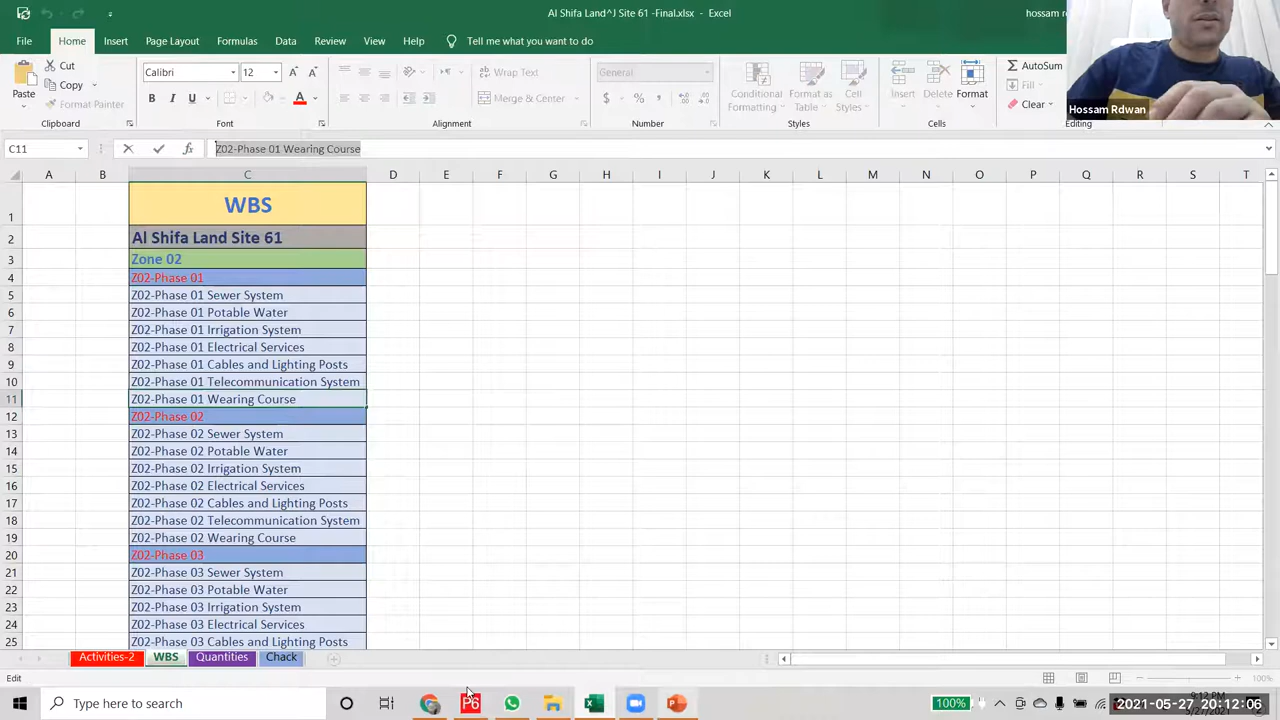 Al Shifa Land^J Site 61 -Final.xlsx - Excel
hossam r
File Home Insert Page Layout Formulas Data Review View Help Tell me what you want to do
Paste
Cut
Copy
Format Painter
Clipboard
Calibri 12
B I U
Font
Wrap Text
Merge & Center
Alignment
General
Number
Conditional Formatting
Format as Table
Cell Styles
Styles
Insert Delete Format
Cells
AutoSum
Fill
Clear
Editing
Hossam Rdwan
C11 fx Z02-Phase 01 Wearing Course
A B C D E F G H I J K L M N O P Q R S T
1 WBS
2 Al Shifa Land Site 61
3 Zone 02
4 Z02-Phase 01
5 Z02-Phase 01 Sewer System
6 Z02-Phase 01 Potable Water
7 Z02-Phase 01 Irrigation System
8 Z02-Phase 01 Electrical Services
9 Z02-Phase 01 Cables and Lighting Posts
10 Z02-Phase 01 Telecommunication System
11 Z02-Phase 01 Wearing Course
12 Z02-Phase 02
13 Z02-Phase 02 Sewer System
14 Z02-Phase 02 Potable Water
15 Z02-Phase 02 Irrigation System
16 Z02-Phase 02 Electrical Services
17 Z02-Phase 02 Cables and Lighting Posts
18 Z02-Phase 02 Telecommunication System
19 Z02-Phase 02 Wearing Course
20 Z02-Phase 03
21 Z02-Phase 03 Sewer System
22 Z02-Phase 03 Potable Water
23 Z02-Phase 03 Irrigation System
24 Z02-Phase 03 Electrical Services
25 Z02-Phase 03 Cables and Lighting Posts
Activities-2 WBS Quantities Chack
Edit
100%
Type here to search
P6
100%
2021-05-27 20:12:06